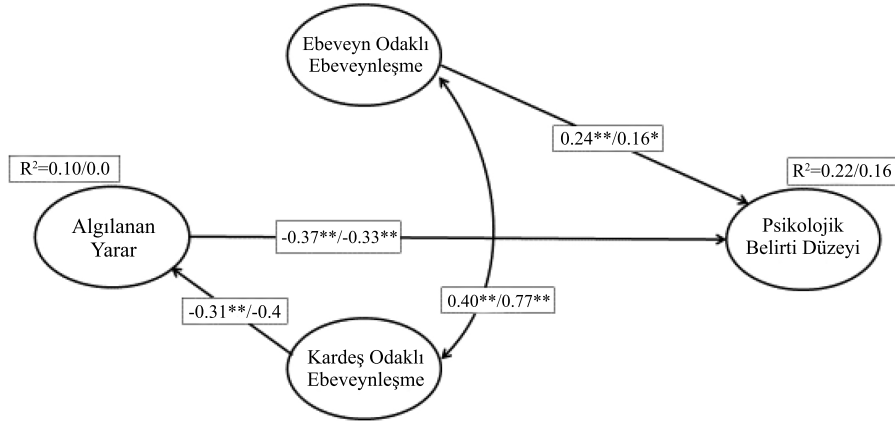 Ebeveyn Odaklı
Ebeveynleşme
0.24**/0.16*
R²=0.10/0.0
R²=0.22/0.16
Algılanan
Yarar
-0.37**/-0.33**
Psikolojik
Belirti Düzeyi
0.40**/0.77**
-0.31**/-0.4
Kardeş Odaklı
Ebeveynleşme